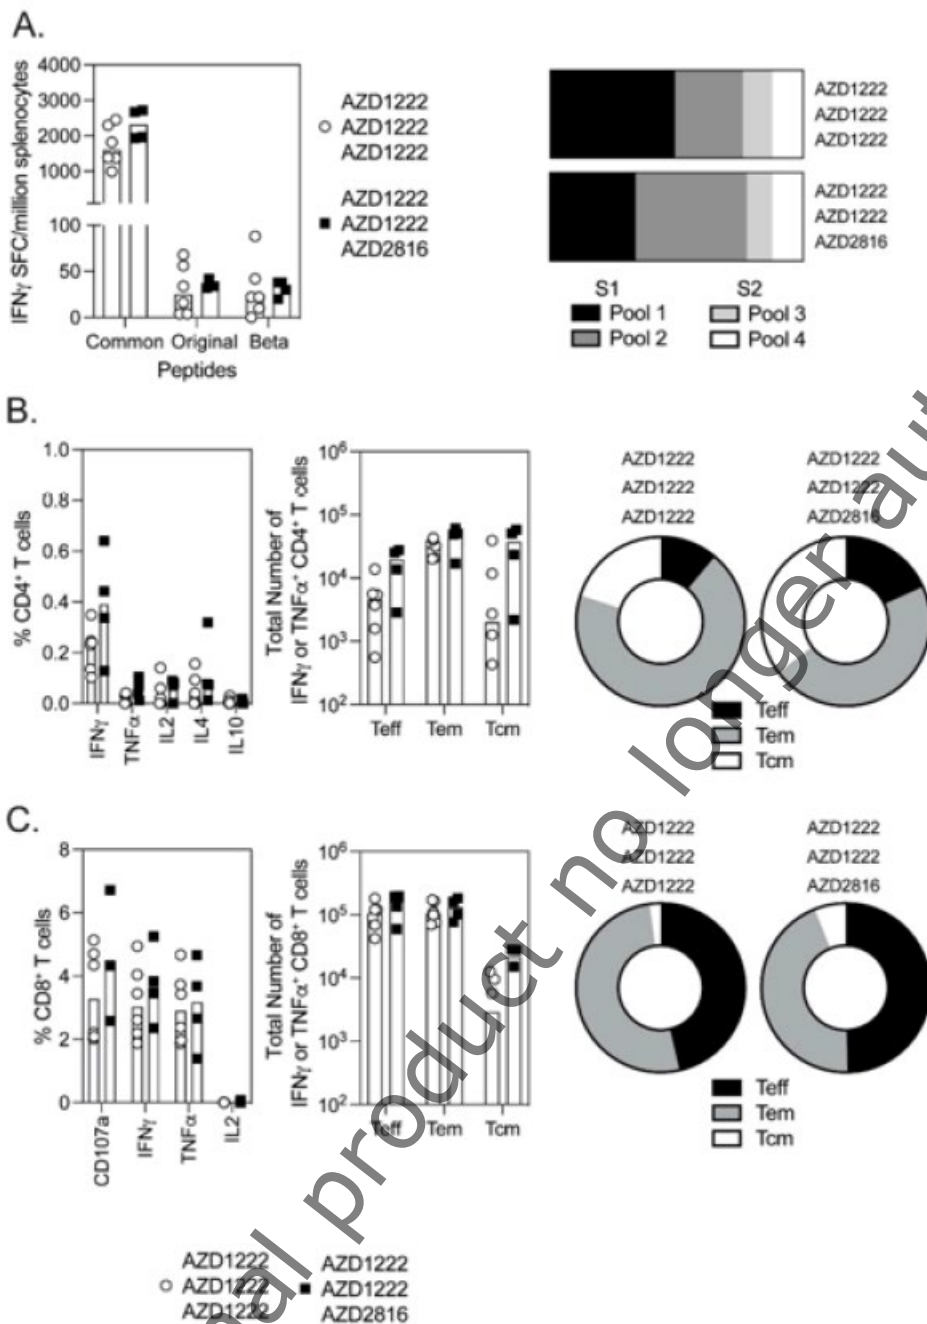 A.
IFNγ SFC/million splenocytes
4000
3000
2000
1000
100
50
0
Common Original Beta
Peptides
AZD1222
AZD1222
AZD1222
AZD1222
AZD1222
AZD2816
AZD1222
AZD1222
AZD1222
AZD1222
AZD1222
AZD2816
S1 S2
Pool 1 Pool 3
Pool 2 Pool 4
B.
% CD4⁺ T cells
1.0
0.8
0.6
0.4
0.2
0.0
IFNγ
TNFα
IL2
IL4
IL10
Total Number of
IFNγ or TNFα⁺ CD4⁺ T cells
10⁶
10⁵
10⁴
10³
10²
Teff Tem Tcm
AZD1222 AZD1222
AZD1222 AZD1222
AZD1222 AZD2816
Teff
Tem
Tcm
C.
% CD8⁺ T cells
8
6
4
2
0
CD107a
IFNγ
TNFα
IL2
Total Number of
IFNγ or TNFα⁺ CD8⁺ T cells
10⁶
10⁵
10⁴
10³
10²
Teff Tem Tcm
AZD1222 AZD1222
AZD1222 AZD1222
AZD1222 AZD2816
Teff
Tem
Tcm
AZD1222 AZD1222
AZD1222 AZD1222
AZD1222 AZD2816
nal product no longer aut